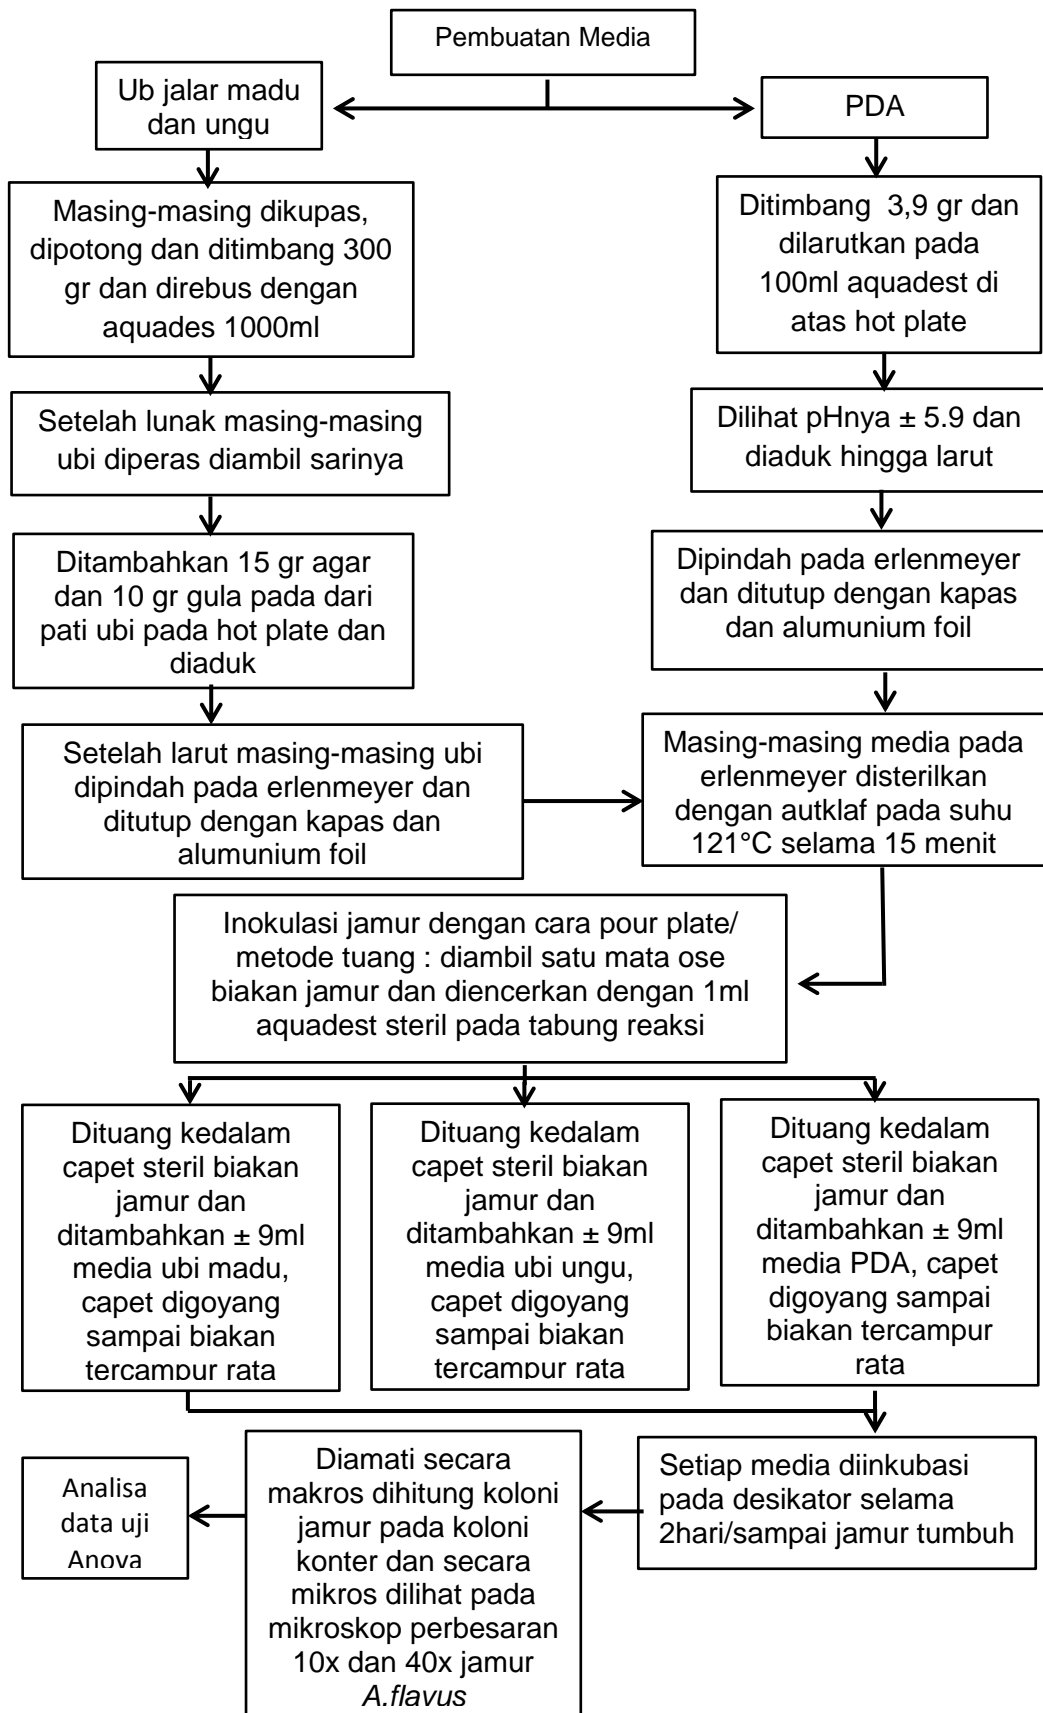 Pembuatan Media
Ub jalar madu
dan ungu
PDA
Masing-masing dikupas,
dipotong dan ditimbang 300
gr dan direbus dengan
aquades 1000ml
Ditimbang 3,9 gr dan
dilarutkan pada
100ml aquadest di
atas hot plate
Setelah lunak masing-masing
ubi diperas diambil sarinya
Dilihat pHnya ± 5.9 dan
diaduk hingga larut
Ditambahkan 15 gr agar
dan 10 gr gula pada dari
pati ubi pada hot plate dan
diaduk
Dipindah pada erlenmeyer
dan ditutup dengan kapas
dan alumunium foil
Setelah larut masing-masing ubi
dipindah pada erlenmeyer dan
ditutup dengan kapas dan
alumunium foil
Masing-masing media pada
erlenmeyer disterilkan
dengan autklaf pada suhu
121°C selama 15 menit
Inokulasi jamur dengan cara pour plate/
metode tuang : diambil satu mata ose
biakan jamur dan diencerkan dengan 1ml
aquadest steril pada tabung reaksi
Dituang kedalam
capet steril biakan
jamur dan
ditambahkan ± 9ml
media ubi madu,
capet digoyang
sampai biakan
tercampur rata
Dituang kedalam
capet steril biakan
jamur dan
ditambahkan ± 9ml
media ubi ungu,
capet digoyang
sampai biakan
tercampur rata
Dituang kedalam
capet steril biakan
jamur dan
ditambahkan ± 9ml
media PDA, capet
digoyang sampai
biakan tercampur
rata
Setiap media diinkubasi
pada desikator selama
2hari/sampai jamur tumbuh
Diamati secara
makros dihitung koloni
jamur pada koloni
konter dan secara
mikros dilihat pada
mikroskop perbesaran
10x dan 40x jamur
A.flavus
Analisa
data uji
Anova